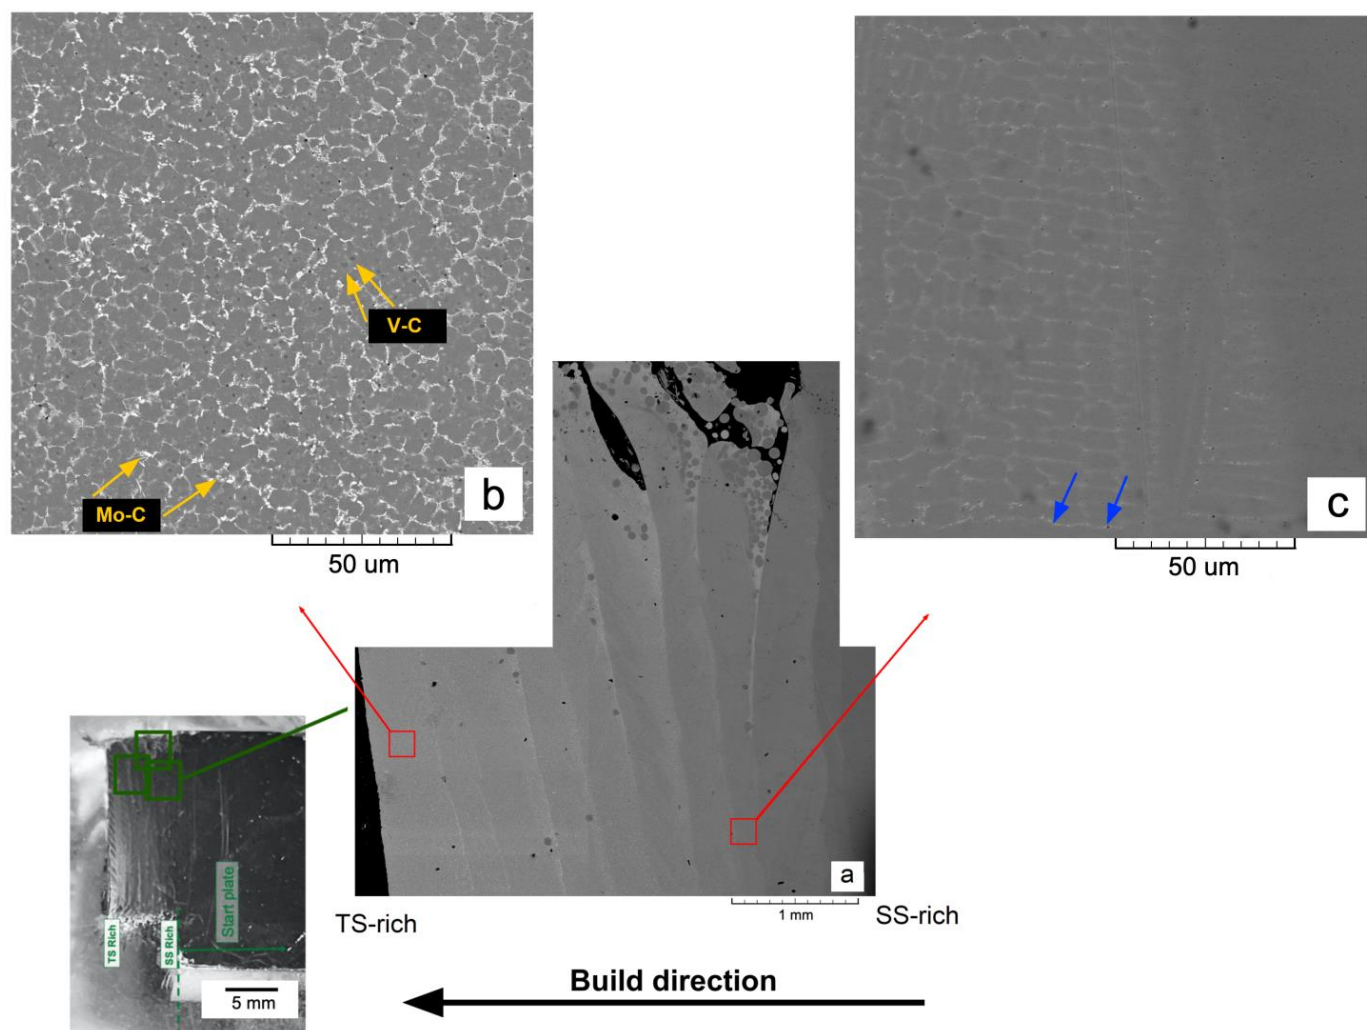 V-C
Mo-C
b
50 um
c
50 um
a
1 mm
TS-rich
SS-rich
TS Rich
SS Rich
Start plate
5 mm
Build direction